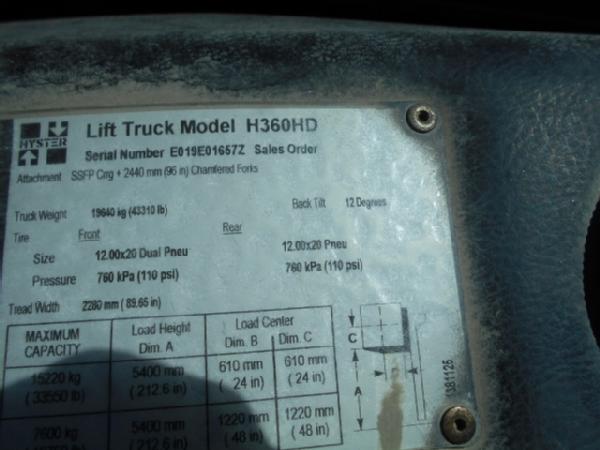 HYSTER
Lift Truck Model H360HD
Serial Number E019E01657Z Sales Order
Attachment SSFP Crrg + 2440 mm (96 in) Chamfered Forks
Truck Weight 19640 kg (43310 lb) Back Tilt 12 Degrees
Tire Front Rear
Size 12.00x20 Dual Pneu 12.00x20 Pneu
Pressure 760 kPa (110 psi) 760 kPa (110 psi)
Tread Width 2280 mm ( 89.65 in)
MAXIMUM CAPACITY Load Height Dim. A Load Center Dim. B Dim. C
15220 kg 5400 mm 610 mm 610 mm
( 33550 lb) ( 212.6 in) ( 24 in) ( 24 in)
7600 kg 5400 mm 1220 mm 1220 mm
( 212.6 in) ( 48 in) ( 48 in)
C
A